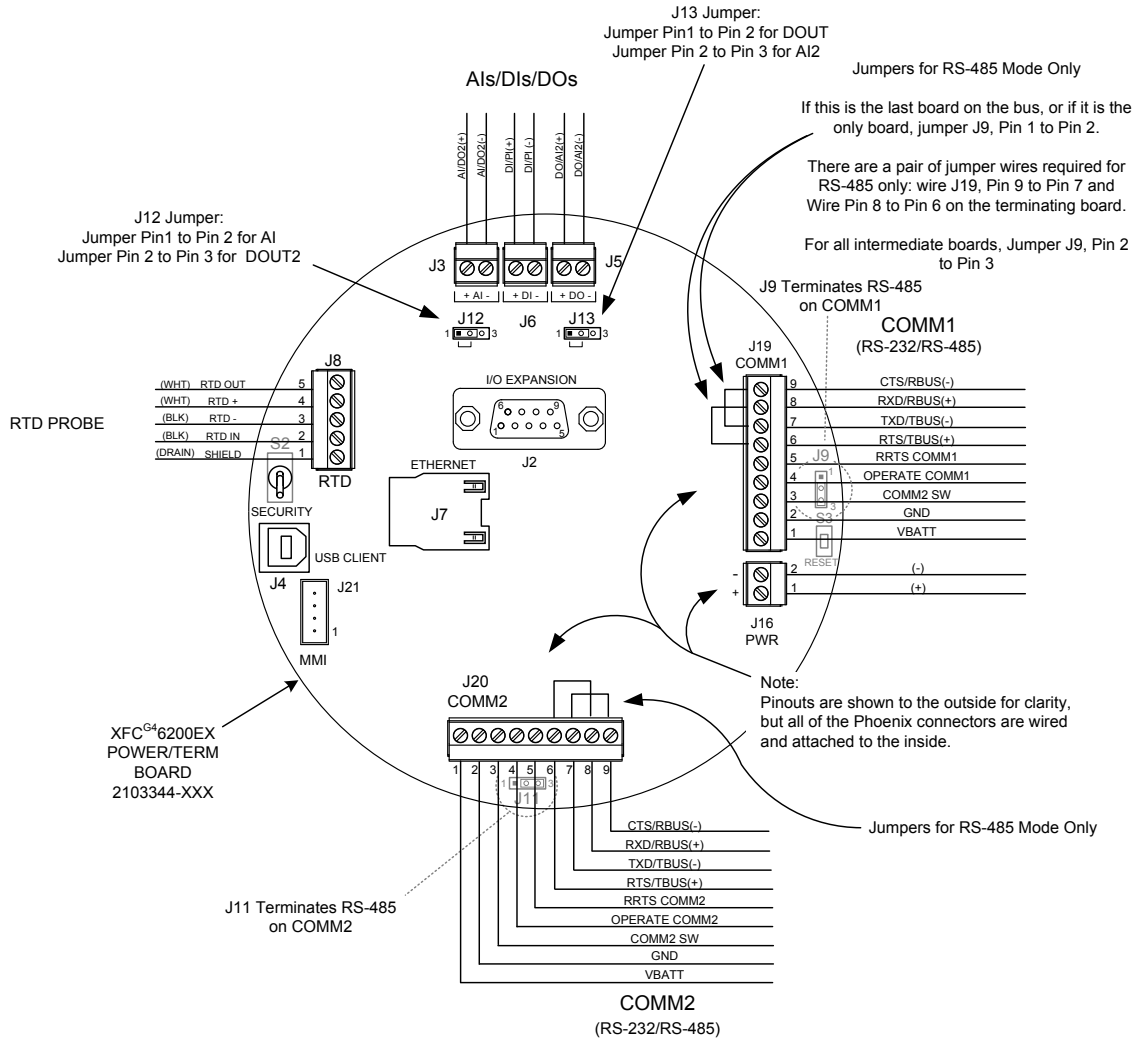 J13 Jumper:
Jumper Pin1 to Pin 2 for DOUT
Jumper Pin 2 to Pin 3 for AI2
Jumpers for RS-485 Mode Only
If this is the last board on the bus, or if it is the
only board, jumper J9, Pin 1 to Pin 2.
There are a pair of jumper wires required for
RS-485 only: wire J19, Pin 9 to Pin 7 and
Wire Pin 8 to Pin 6 on the terminating board.
For all intermediate boards, Jumper J9, Pin 2
to Pin 3
AIs/DIs/DOs
AI/DO2(+)
AI/DO2(-)
DI/PI(+)
DI/PI (-)
DO/AI2(+)
DO/AI2(-)
J12 Jumper:
Jumper Pin1 to Pin 2 for AI
Jumper Pin 2 to Pin 3 for DOUT2
J3
J5
+ AI -
+ DI -
+ DO -
J12
J6
J13
1
3
1
3
J9 Terminates RS-485
on COMM1
COMM1
(RS-232/RS-485)
J19
COMM1
9 CTS/RBUS(-)
8 RXD/RBUS(+)
7 TXD/TBUS(-)
6 RTS/TBUS(+)
5 RRTS COMM1
4 OPERATE COMM1
3 COMM2 SW
2 GND
1 VBATT
J9
1
3
S3
RESET
- 2 (-)
+ 1 (+)
J16
PWR
J8
(WHT) RTD OUT 5
(WHT) RTD + 4
(BLK) RTD - 3
(BLK) RTD IN 2
(DRAIN) SHIELD 1
RTD PROBE
RTD
S2
SECURITY
I/O EXPANSION
6
9
1
5
J2
ETHERNET
J7
USB CLIENT
J4
J21
1
MMI
XFCG46200EX
POWER/TERM
BOARD
2103344-XXX
Note:
Pinouts are shown to the outside for clarity,
but all of the Phoenix connectors are wired
and attached to the inside.
J20
COMM2
1 2 3 4 5 6 7 8 9
1
3
J11
Jumpers for RS-485 Mode Only
J11 Terminates RS-485
on COMM2
CTS/RBUS(-)
RXD/RBUS(+)
TXD/TBUS(-)
RTS/TBUS(+)
RRTS COMM2
OPERATE COMM2
COMM2 SW
GND
VBATT
COMM2
(RS-232/RS-485)